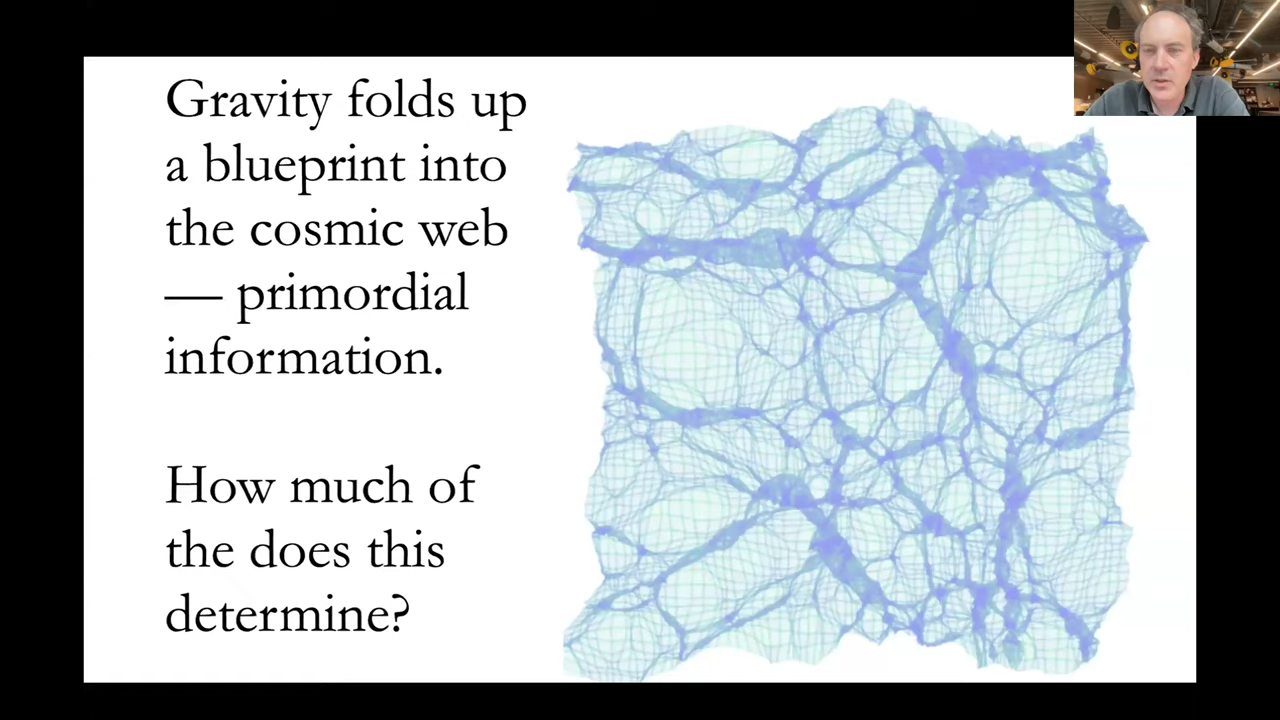 Gravity folds up
a blueprint into
the cosmic web
— primordial
information.
How much of
the does this
determine?